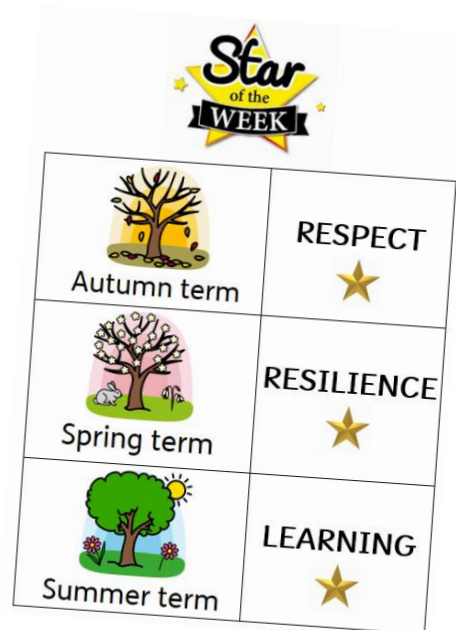 Star
of the
WEEK
Autumn term
RESPECT
Spring term
RESILIENCE
Summer term
LEARNING